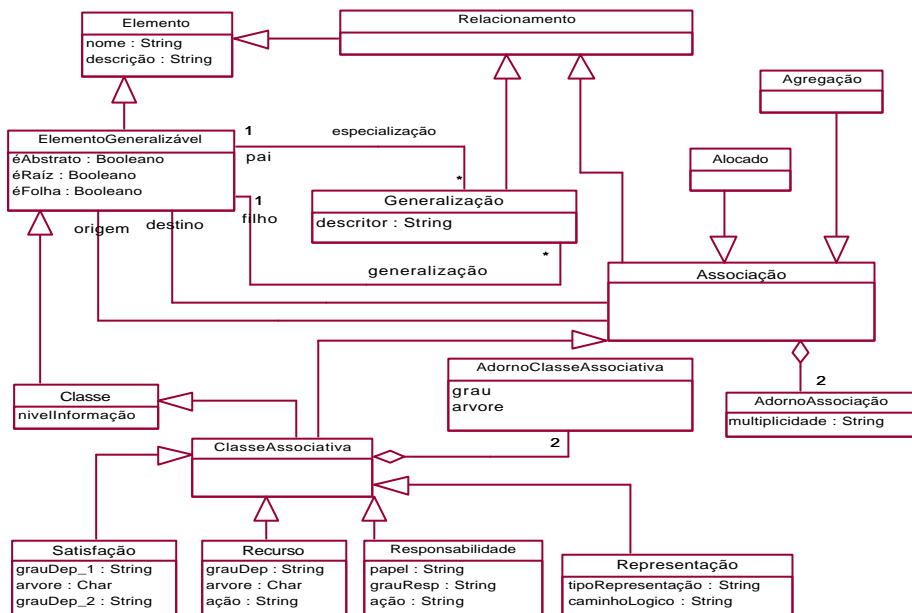 Elemento
nome : String
descrição : String
Relacionamento
Agregação
Alocado
ElementoGeneralizável
éAbstrato : Booleano
éRaíz : Booleano
éFolha : Booleano
1
pai
especialização
*
1
filho
origem
destino
Generalização
descritor : String
*
generalização
Associação
AdornoClasseAssociativa
grau
arvore
2
2
AdornoAssociação
multiplicidade : String
Classe
nivelInformação
ClasseAssociativa
Satisfação
grauDep_1 : String
arvore : Char
grauDep_2 : String
Recurso
grauDep : String
arvore : Char
ação : String
Responsabilidade
papel : String
grauResp : String
ação : String
Representação
tipoRepresentação : String
caminhoLogico : String